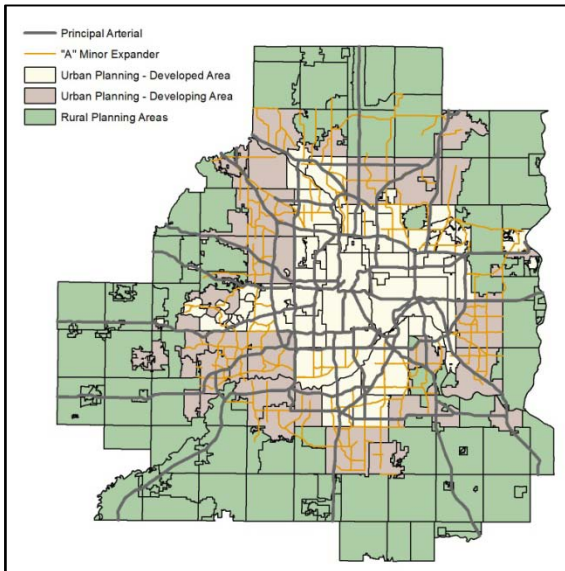 Principal Arterial
"A" Minor Expander
Urban Planning - Developed Area
Urban Planning - Developing Area
Rural Planning Areas